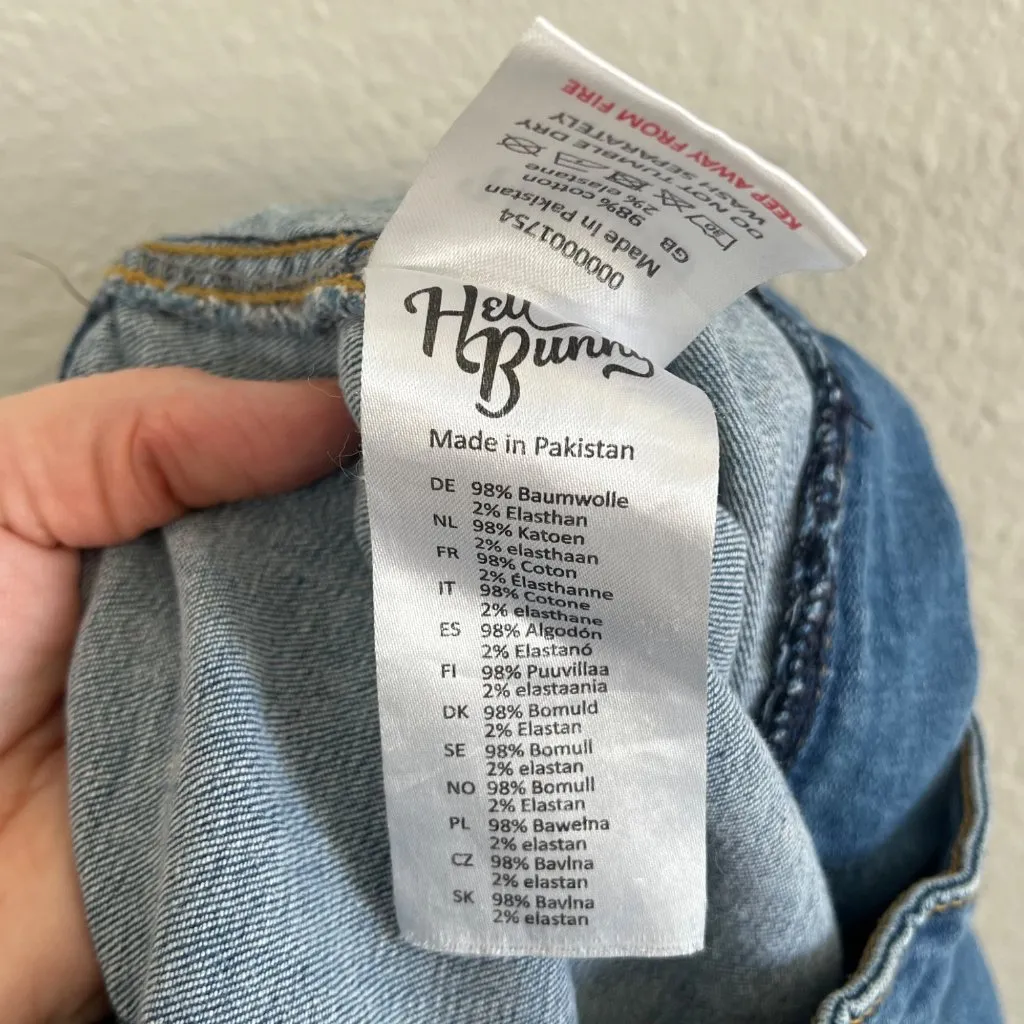 KEEP AWAY FROM FIRE
DO NOT TUMBLE DRY
WASH SEPARATELY
30
98% cotton
2% elastane
GB
Made In Pakistan
0000001754
Hell
Bunny
Made in Pakistan
DE 98% Baumwolle
2% Elasthan
NL 98% Katoen
2% elasthaan
FR 98% Coton
2% Élasthanne
IT 98% Cotone
2% elasthane
ES 98% Algodón
2% Elastanó
FI 98% Puuvillaa
2% elastaania
DK 98% Bomuld
2% Elastan
SE 98% Bomull
2% elastan
NO 98% Bomull
2% Elastan
PL 98% Bawełna
2% elastan
CZ 98% Bavlna
2% elastan
SK 98% Bavlna
2% elastan